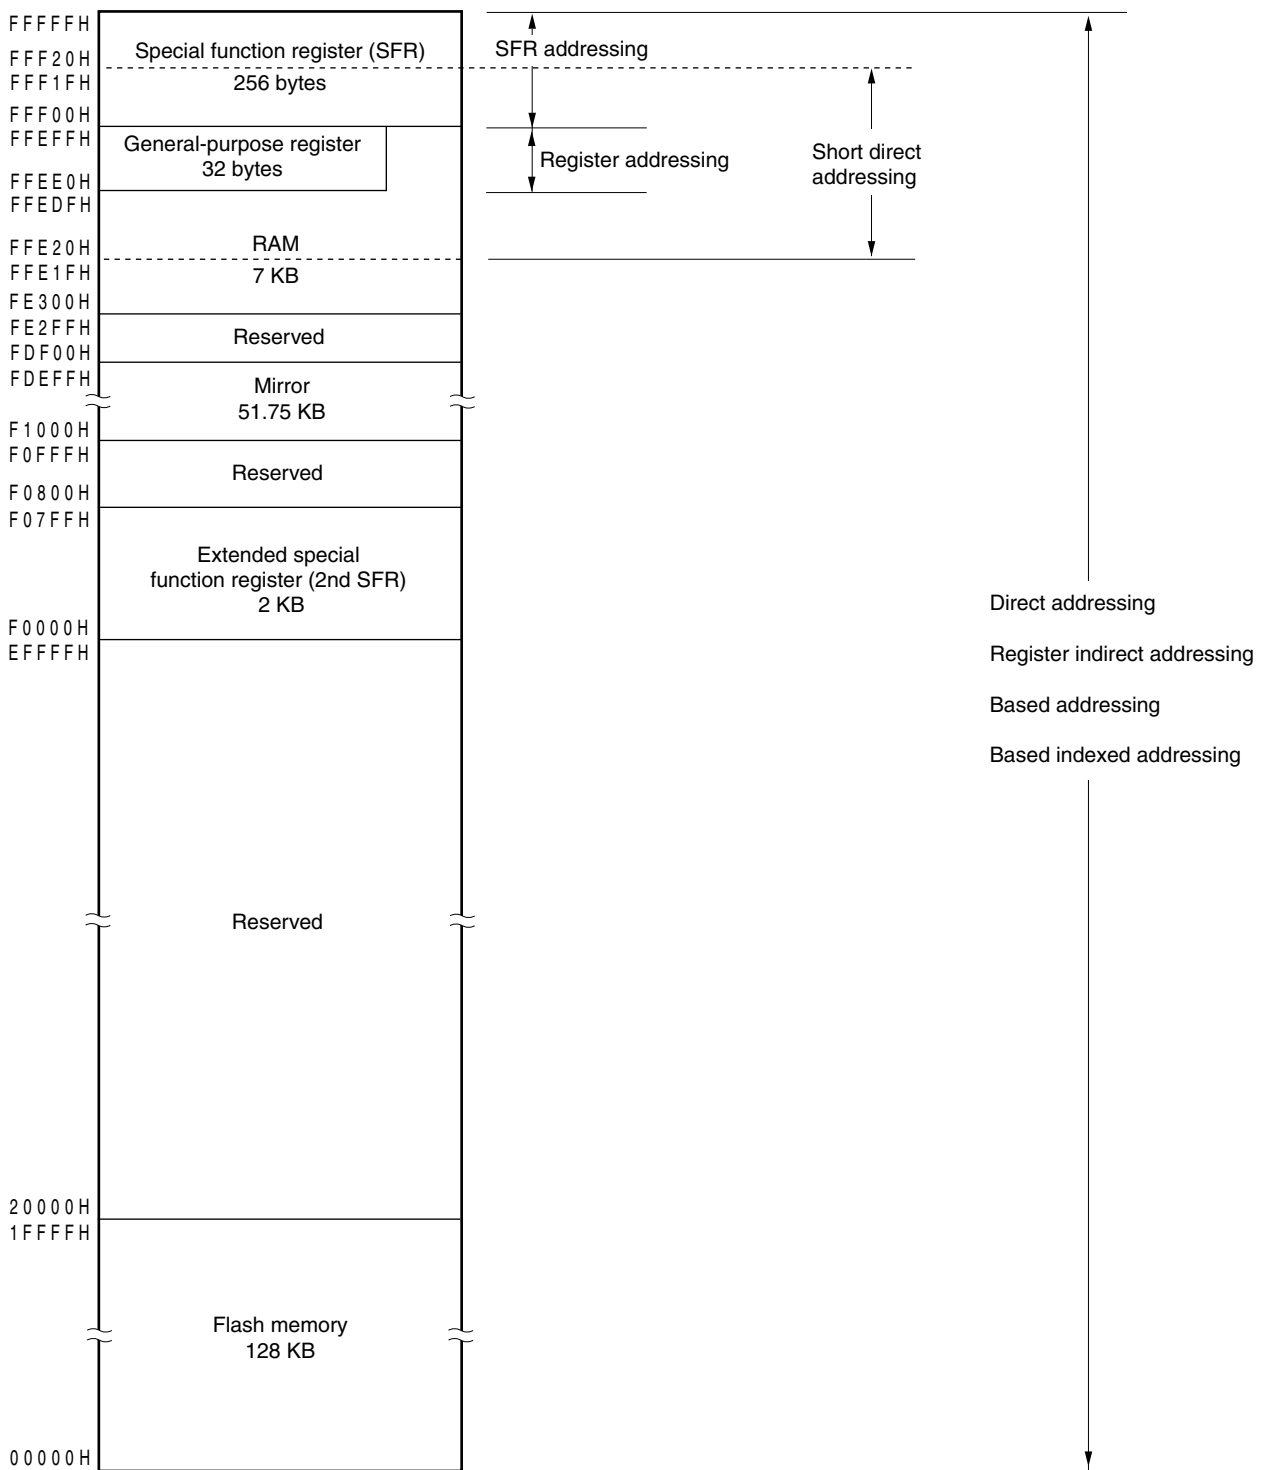 FFFFFH
Special function register (SFR)
SFR addressing
FFF20H
FFF1FH
256 bytes
FFF00H
FFEFFH
General-purpose register
32 bytes
Register addressing
Short direct
addressing
FFEE0H
FFEDFH
FFE20H
RAM
FFE1FH
7 KB
FE300H
FE2FFH
Reserved
FDF00H
FDEFFH
Mirror
51.75 KB
F1000H
F0FFFH
Reserved
F0800H
F07FFH
Extended special
function register (2nd SFR)
2 KB
F0000H
EFFFFH
Direct addressing
Register indirect addressing
Based addressing
Based indexed addressing
Reserved
20000H
1FFFFH
Flash memory
128 KB
00000H